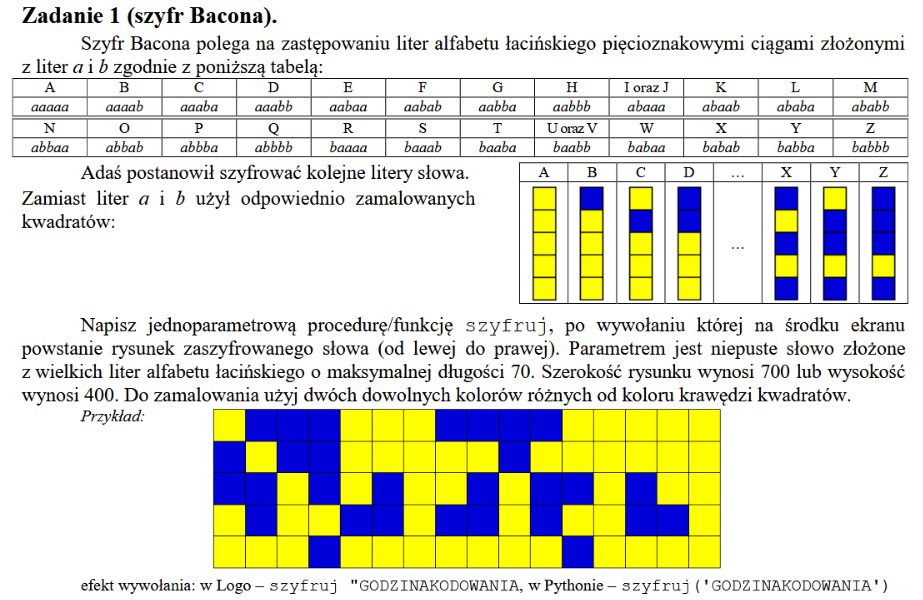 Zadanie 1 (szyfr Bacona).
Szyfr Bacona polega na zastępowaniu liter alfabetu łacińskiego pięcioznakowymi ciągami złożonymi
z liter a i b zgodnie z poniższą tabelą:
A B C D E F G H I oraz J K L M
aaaaa aaaab aaaba aaabb aabaa aabab aabba aabbb abaaa abaab ababa ababb
N O P Q R S T U oraz V W X Y Z
abbaa abbab abbba abbbb baaaa baaab baaba baabb babaa babab babba babbb
Adaś postanowił szyfrować kolejne litery słowa.
Zamiast liter a i b użył odpowiednio zamalowanych
kwadratów:
A B C D ... X Y Z
...
Napisz jednoparametrową procedurę/funkcję szyfruj, po wywołaniu której na środku ekranu
powstanie rysunek zaszyfrowanego słowa (od lewej do prawej). Parametrem jest niepuste słowo złożone
z wielkich liter alfabetu łacińskiego o maksymalnej długości 70. Szerokość rysunku wynosi 700 lub wysokość
wynosi 400. Do zamalowania użyj dwóch dowolnych kolorów różnych od koloru krawędzi kwadratów.
Przykład:
efekt wywołania: w Logo – szyfruj "GODZINAKODOWANIA, w Pythonie – szyfruj('GODZINAKODOWANIA')